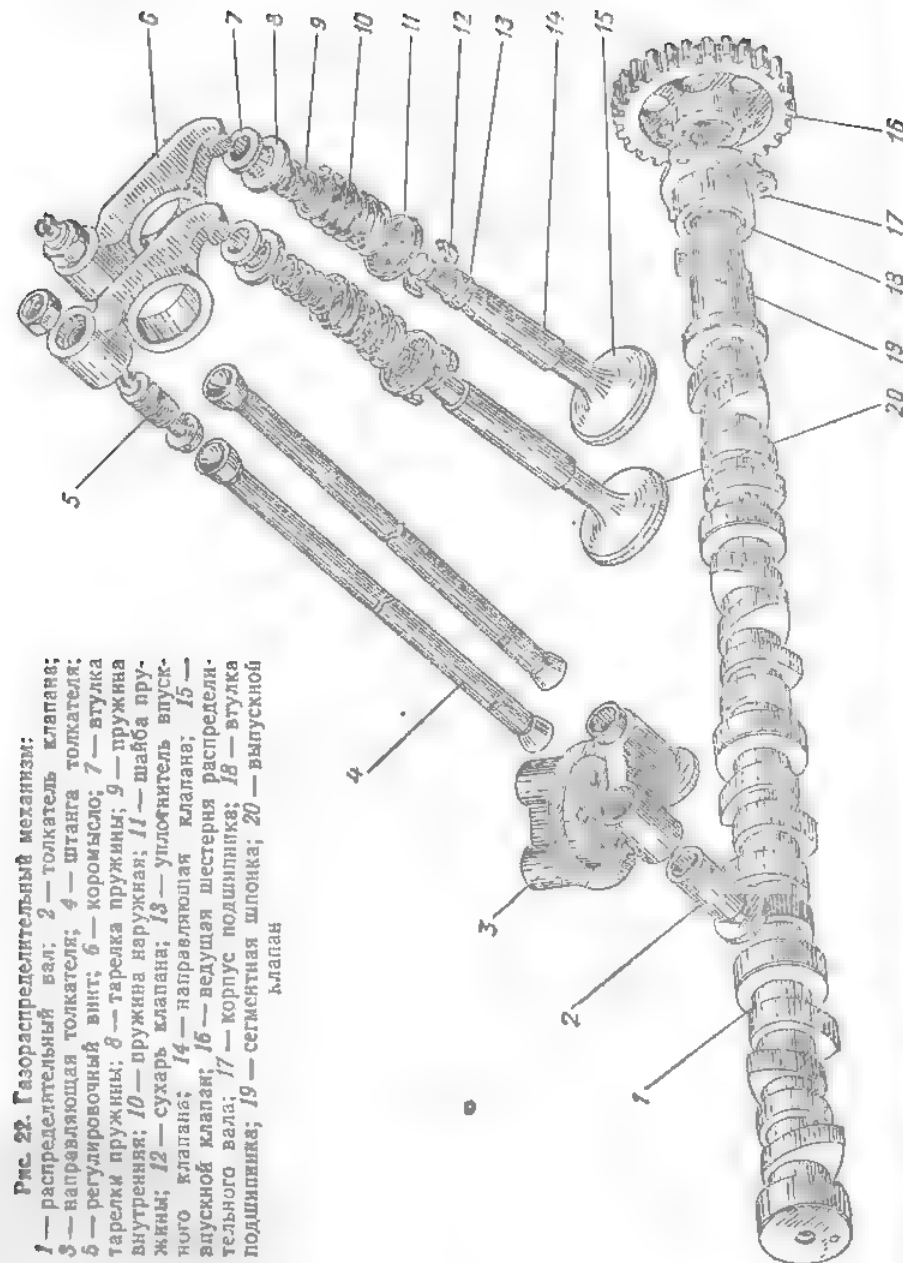 Рис. 22. Газораспределительный механизм:
1 — распределительный вал; 2 — толкатель клапана;
3 — направляющая толкателя; 4 — штанга толкателя;
5 — регулировочный винт; 6 — коромысло; 7 — втулка
тарелки пружины; 8 — тарелка пружины; 9 — пружина
внутренняя; 10 — пружина наружная; 11 — шайба пру-
жины; 12 — сухарь клапана; 13 — уплотнитель впуск-
ного клапана; 14 — направляющая клапана; 15 —
впускной клапан; 16 — ведущая шестерня распредели-
тельного вала; 17 — корпус подшипника; 18 — втулка
подшипника; 19 — сегментная шпонка; 20 — выпускной
клапан
1
2
3
4
5
6
7
8
9
10
11
12
13
14
15
16
17
18
19
20